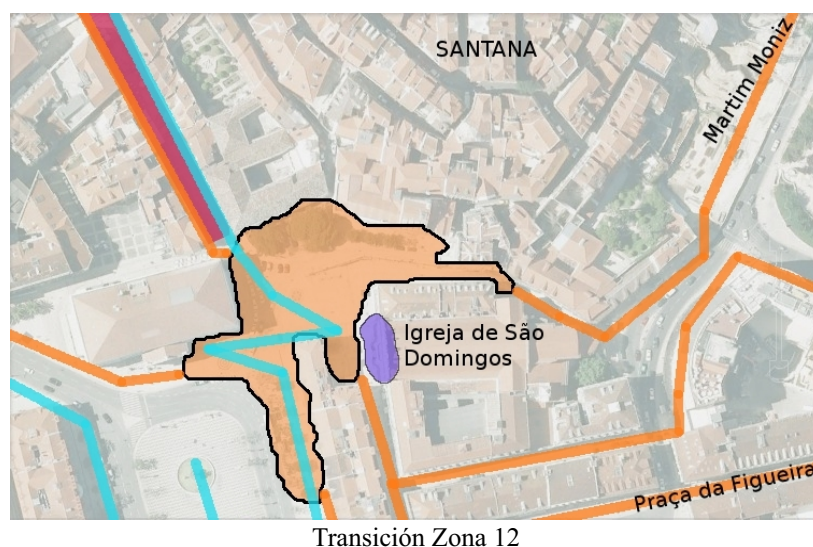 SANTANA
Martim Moniz
Igreja de São
Domingos
Praça da Figueira
Transición Zona 12